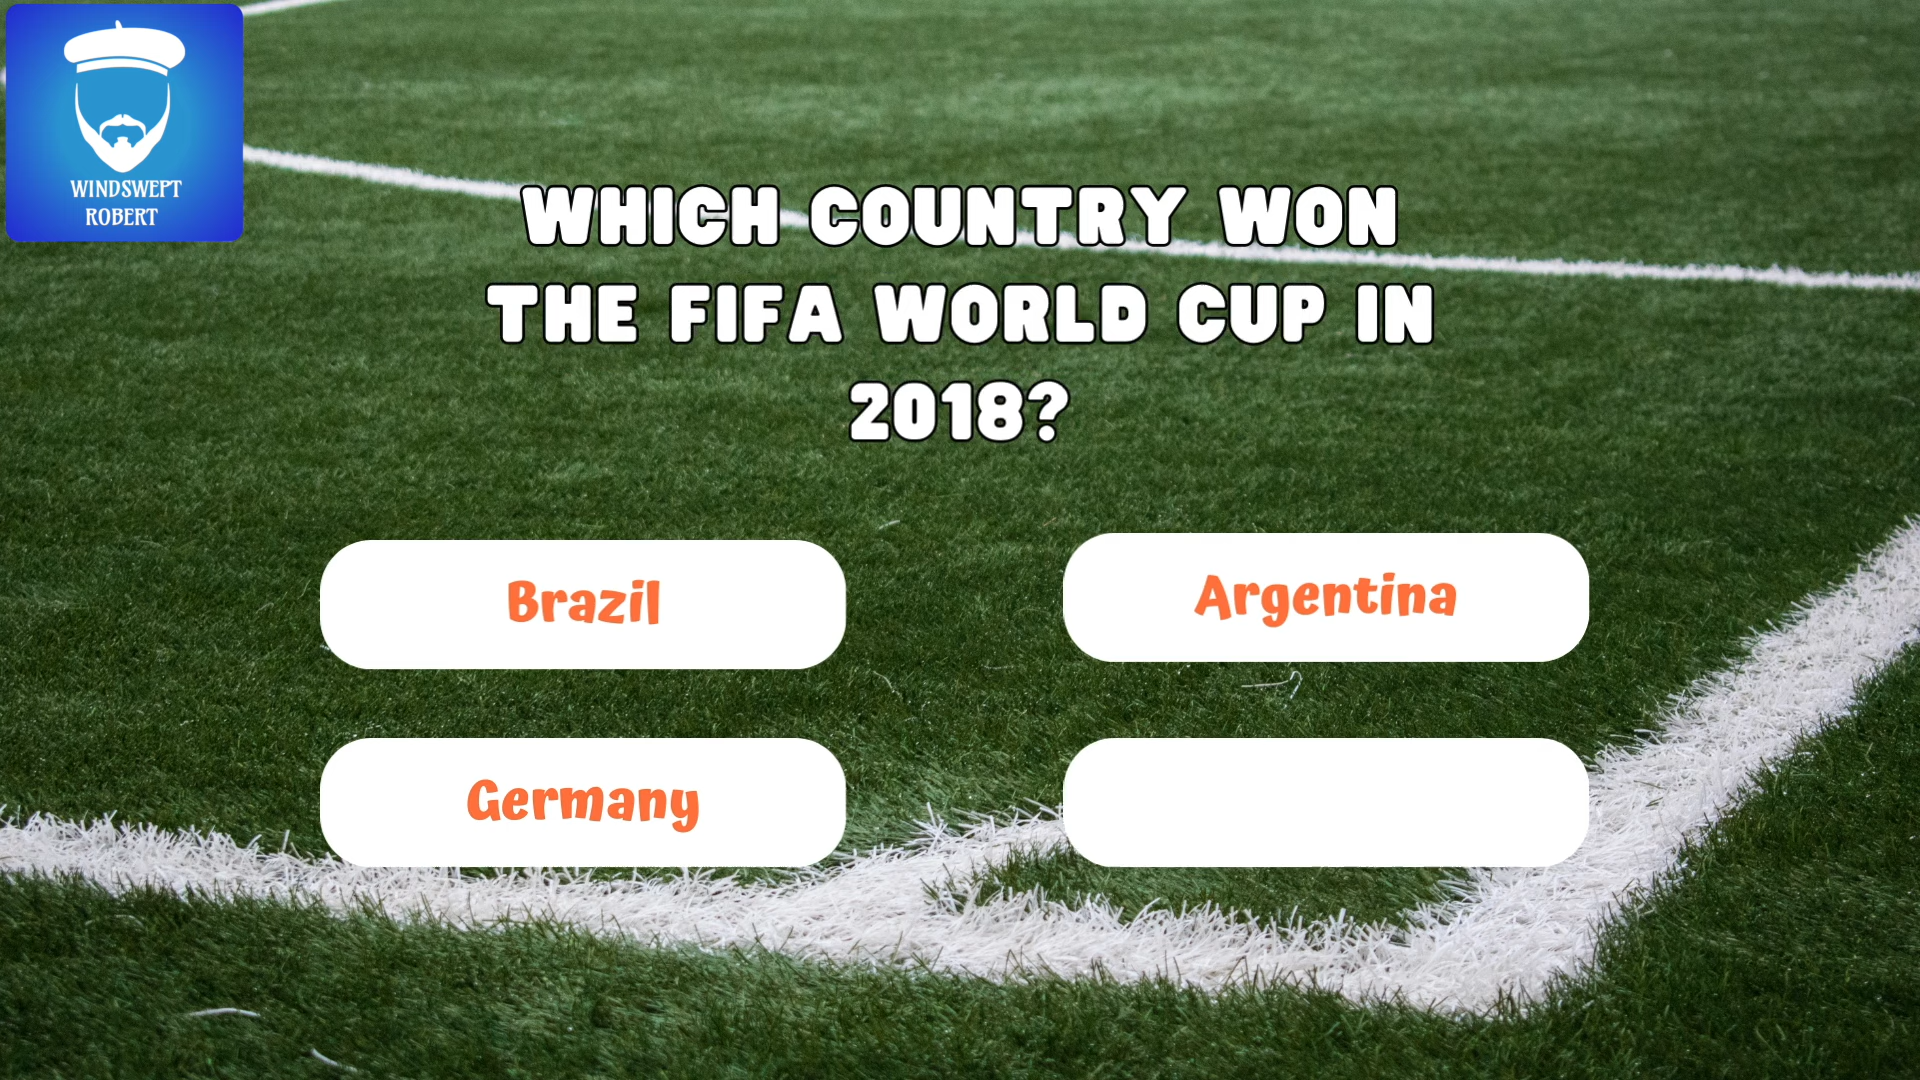 WINDSWEPT
ROBERT
WHICH COUNTRY WON
THE FIFA WORLD CUP IN
2018?
Brazil
Argentina
Germany